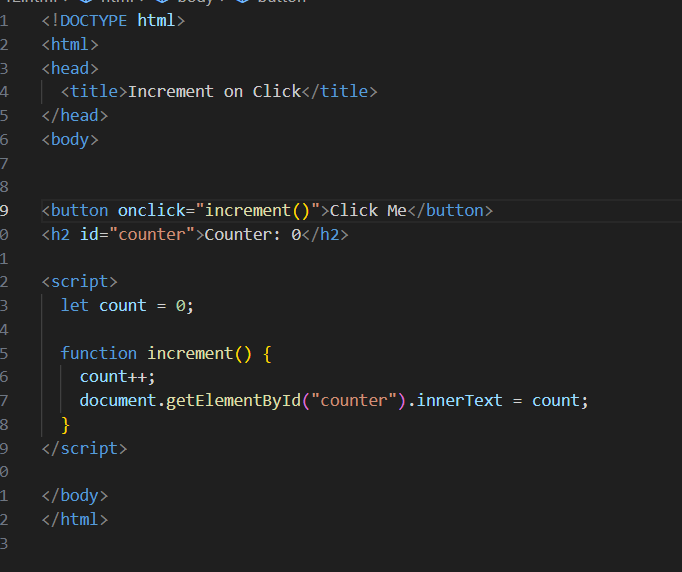 html > body > button
1 <!DOCTYPE html>
2 <html>
3 <head>
4   <title>Increment on Click</title>
5 </head>
6 <body>
7
8
9 <button onclick="increment()">Click Me</button>
0 <h2 id="counter">Counter: 0</h2>
1
2 <script>
3   let count = 0;
4
5   function increment() {
6     count++;
7     document.getElementById("counter").innerText = count;
8   }
9 </script>
0
1 </body>
2 </html>
3